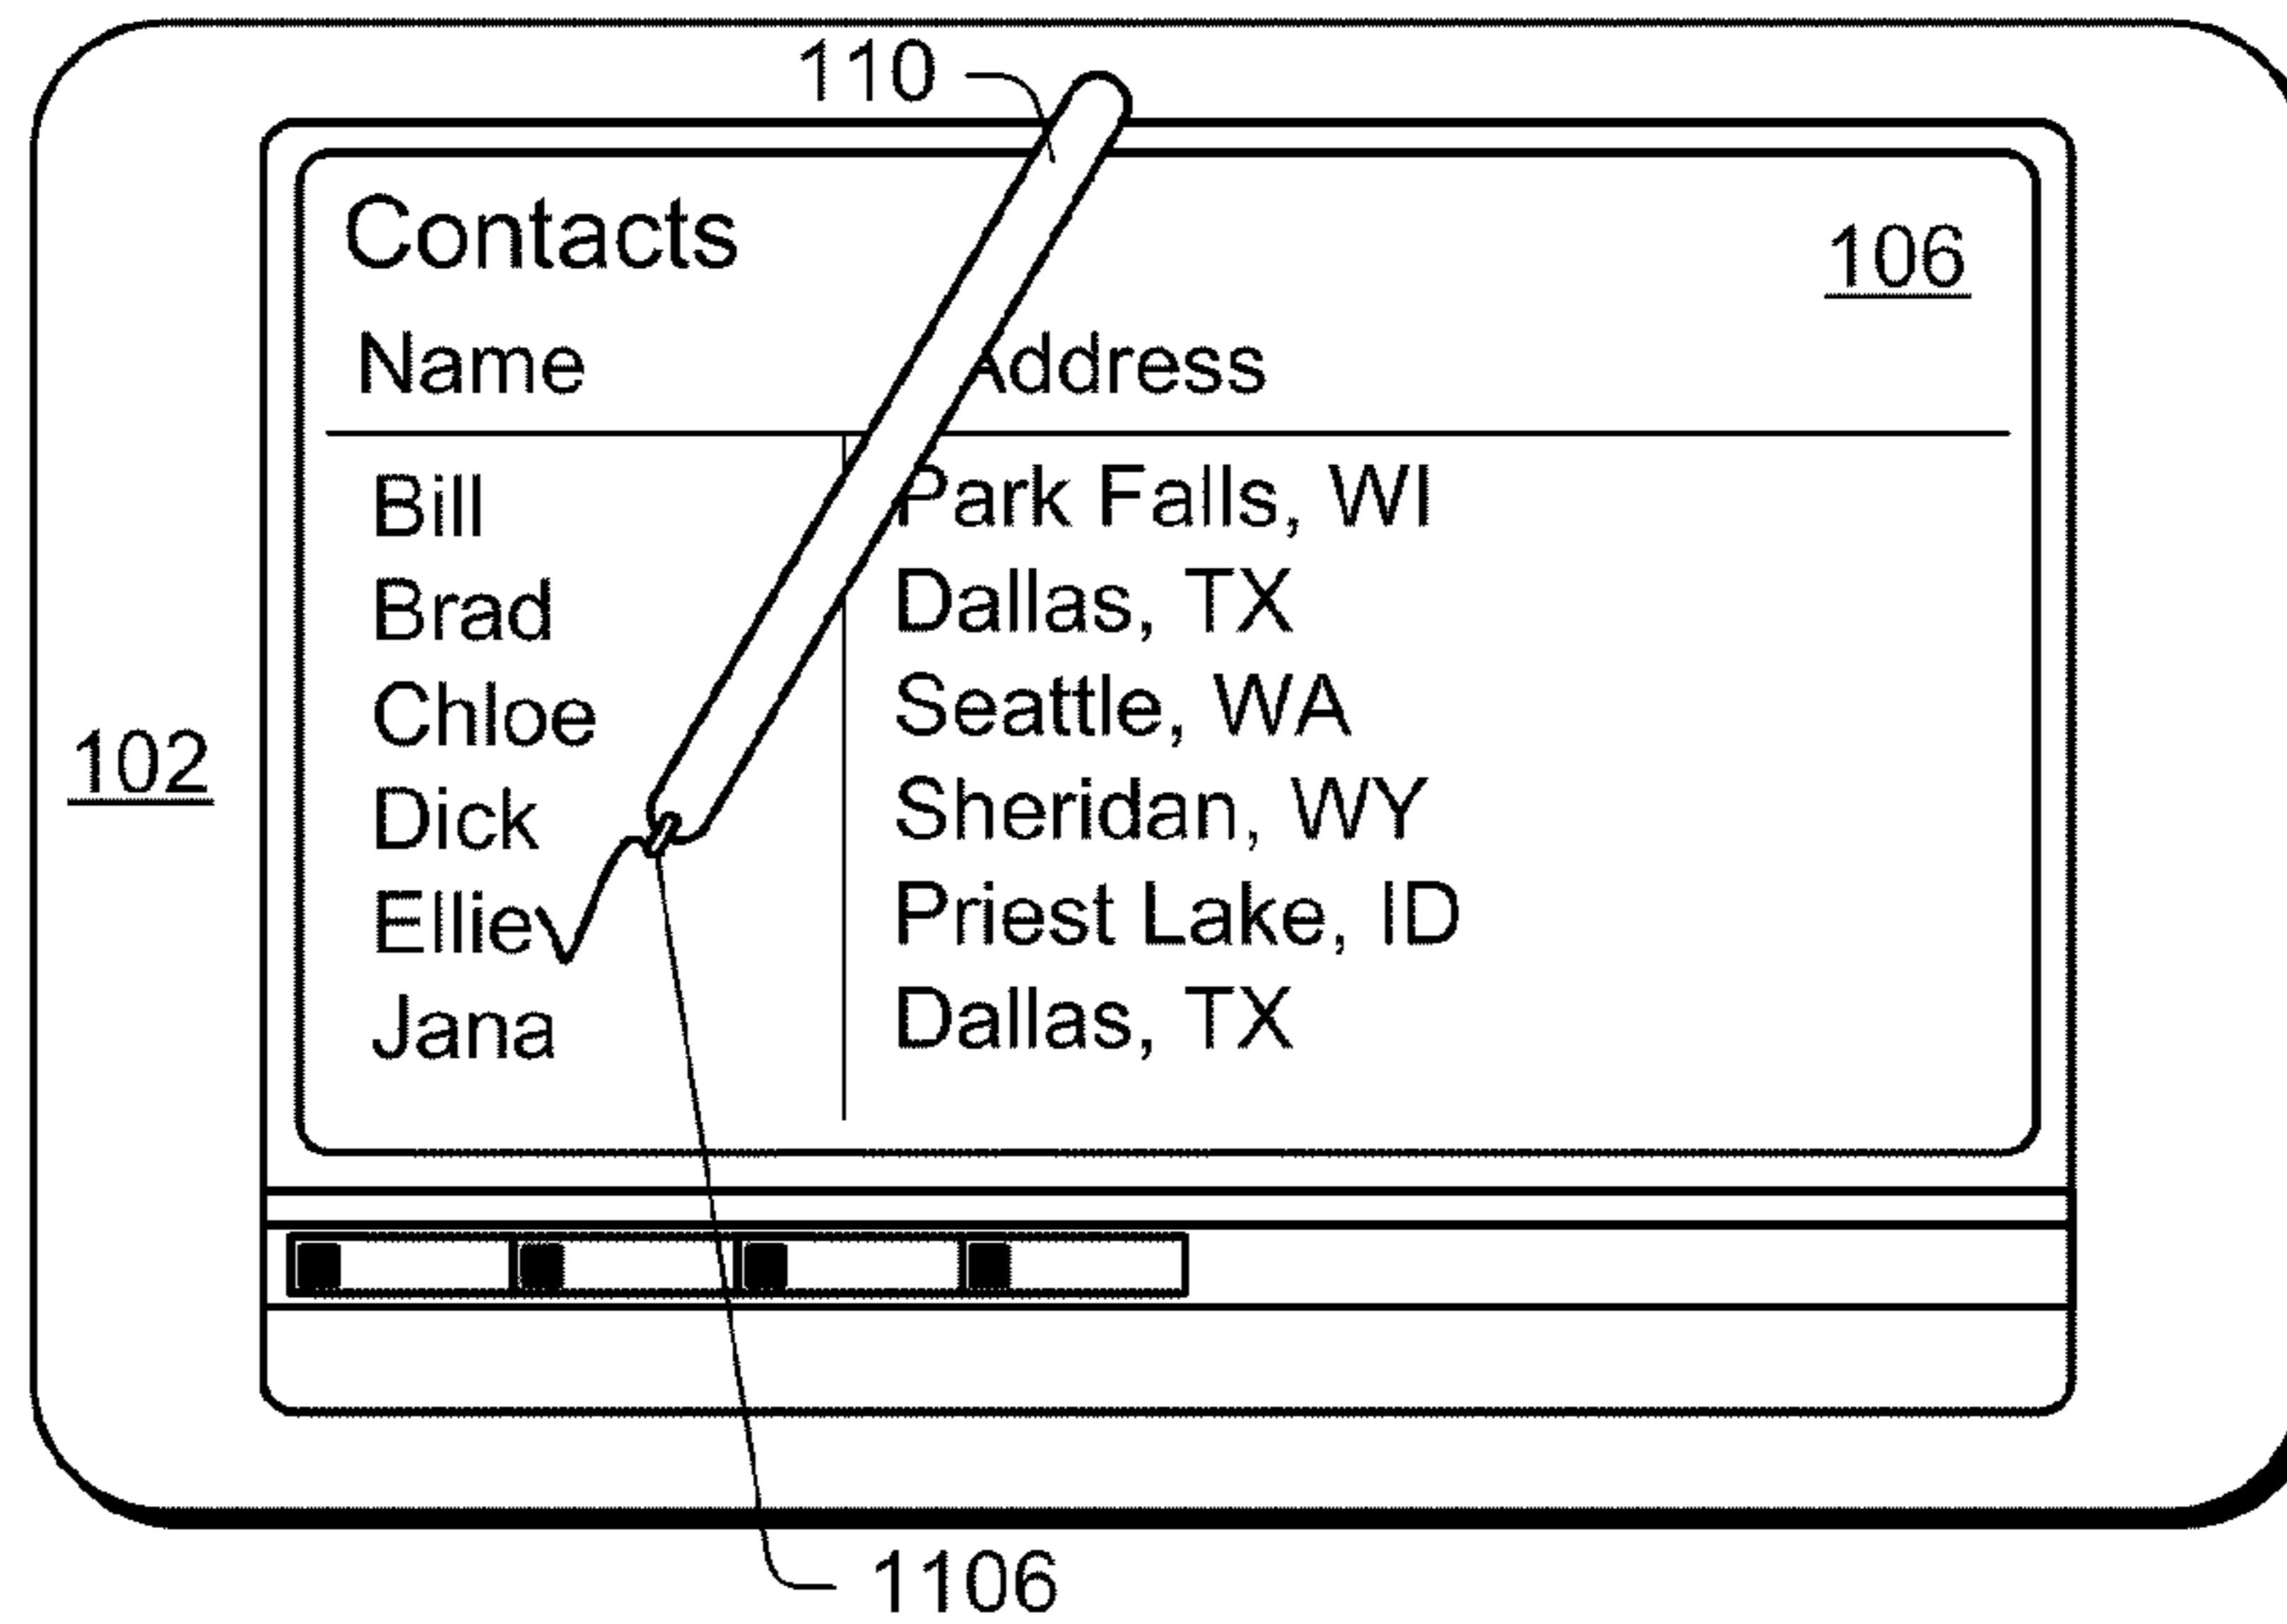 110
Contacts
106
Name Address
Bill Park Falls, WI
Brad Dallas, TX
Chloe Seattle, WA
102
Dick Sheridan, WY
Ellie Priest Lake, ID
Jana Dallas, TX
1106